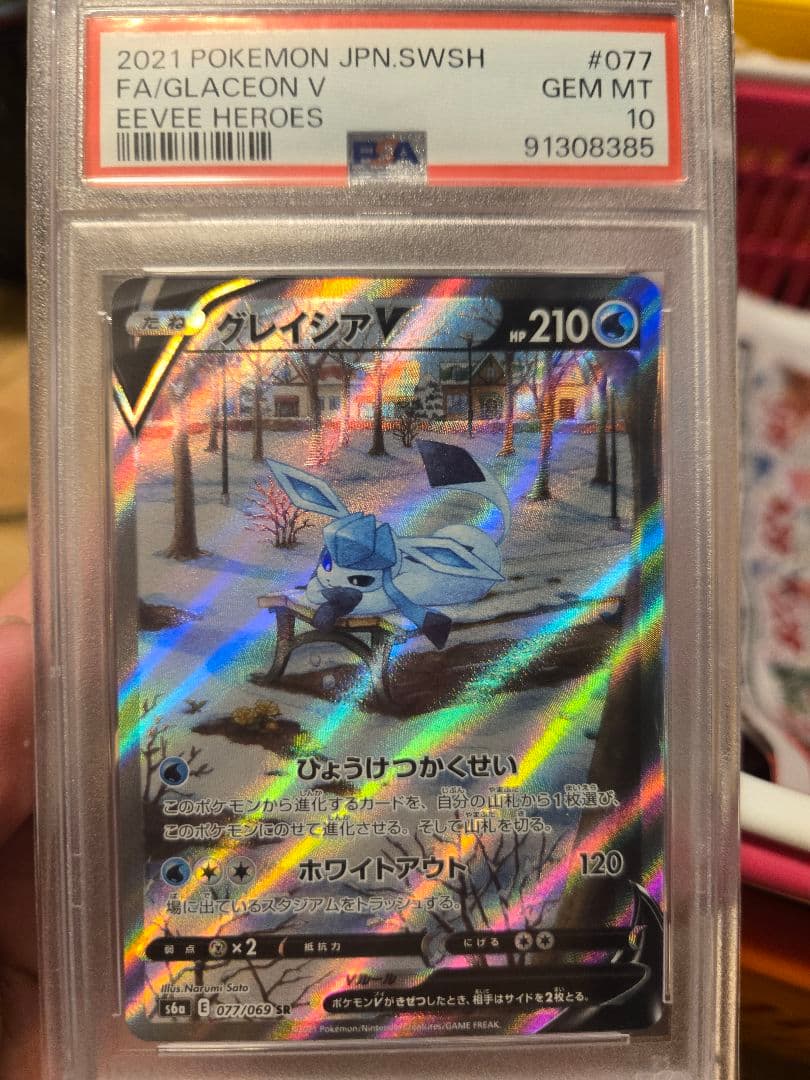 2021 POKEMON JPN.SWSH #077
FA/GLACEON V GEM MT
EEVEE HEROES 10
PSA 91308385
たね グレイシアV HP 210
ひょうけつかくせい
このポケモンから進化するカードを、自分の山札から1枚選び、
このポケモンにのせて進化させる。そして山札を切る。
ホワイトアウト 120
場に出ているスタジアムをトラッシュする。
弱点 ×2 抵抗力 にげる
Vルール
ポケモンVがきぜつしたとき、相手はサイドを2枚とる。
Illus.Narumi Sato
s6a E 077/069 SR
©2021 Pokémon/Nintendo/Creatures/GAME FREAK.